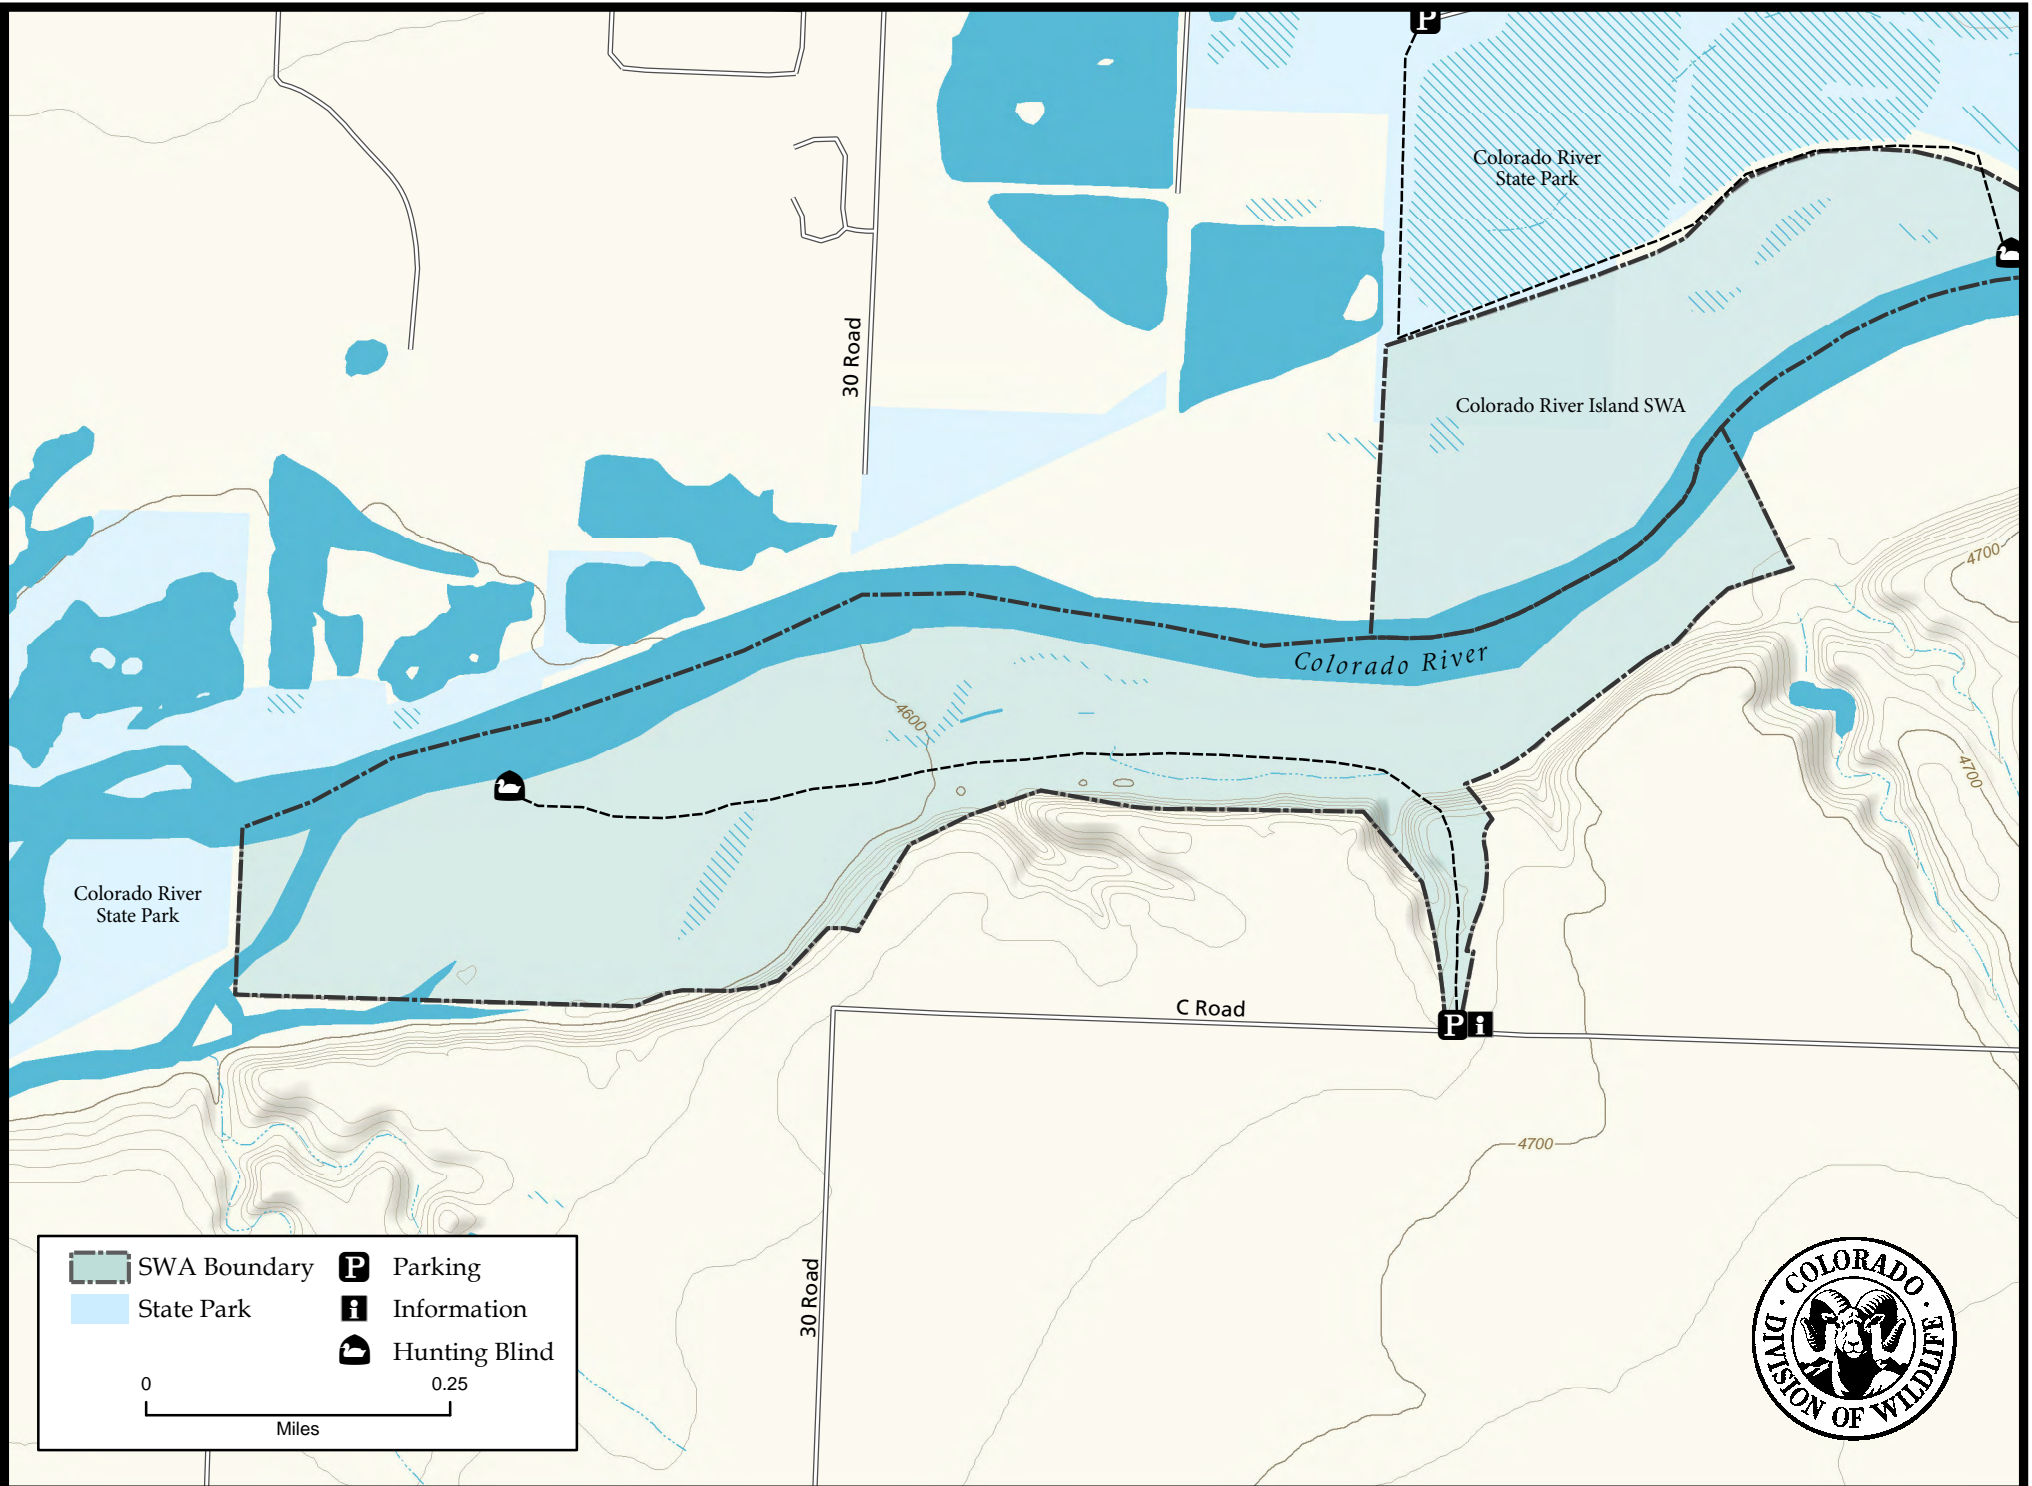 P
Colorado River
State Park
30 Road
Colorado River Island SWA
4700
Colorado River
4600
4700
Colorado River
State Park
C Road
P i
4700
30 Road
SWA Boundary
State Park
P Parking
i Information
Hunting Blind
0 0.25
Miles
· COLORADO ·
DIVISION OF WILDLIFE